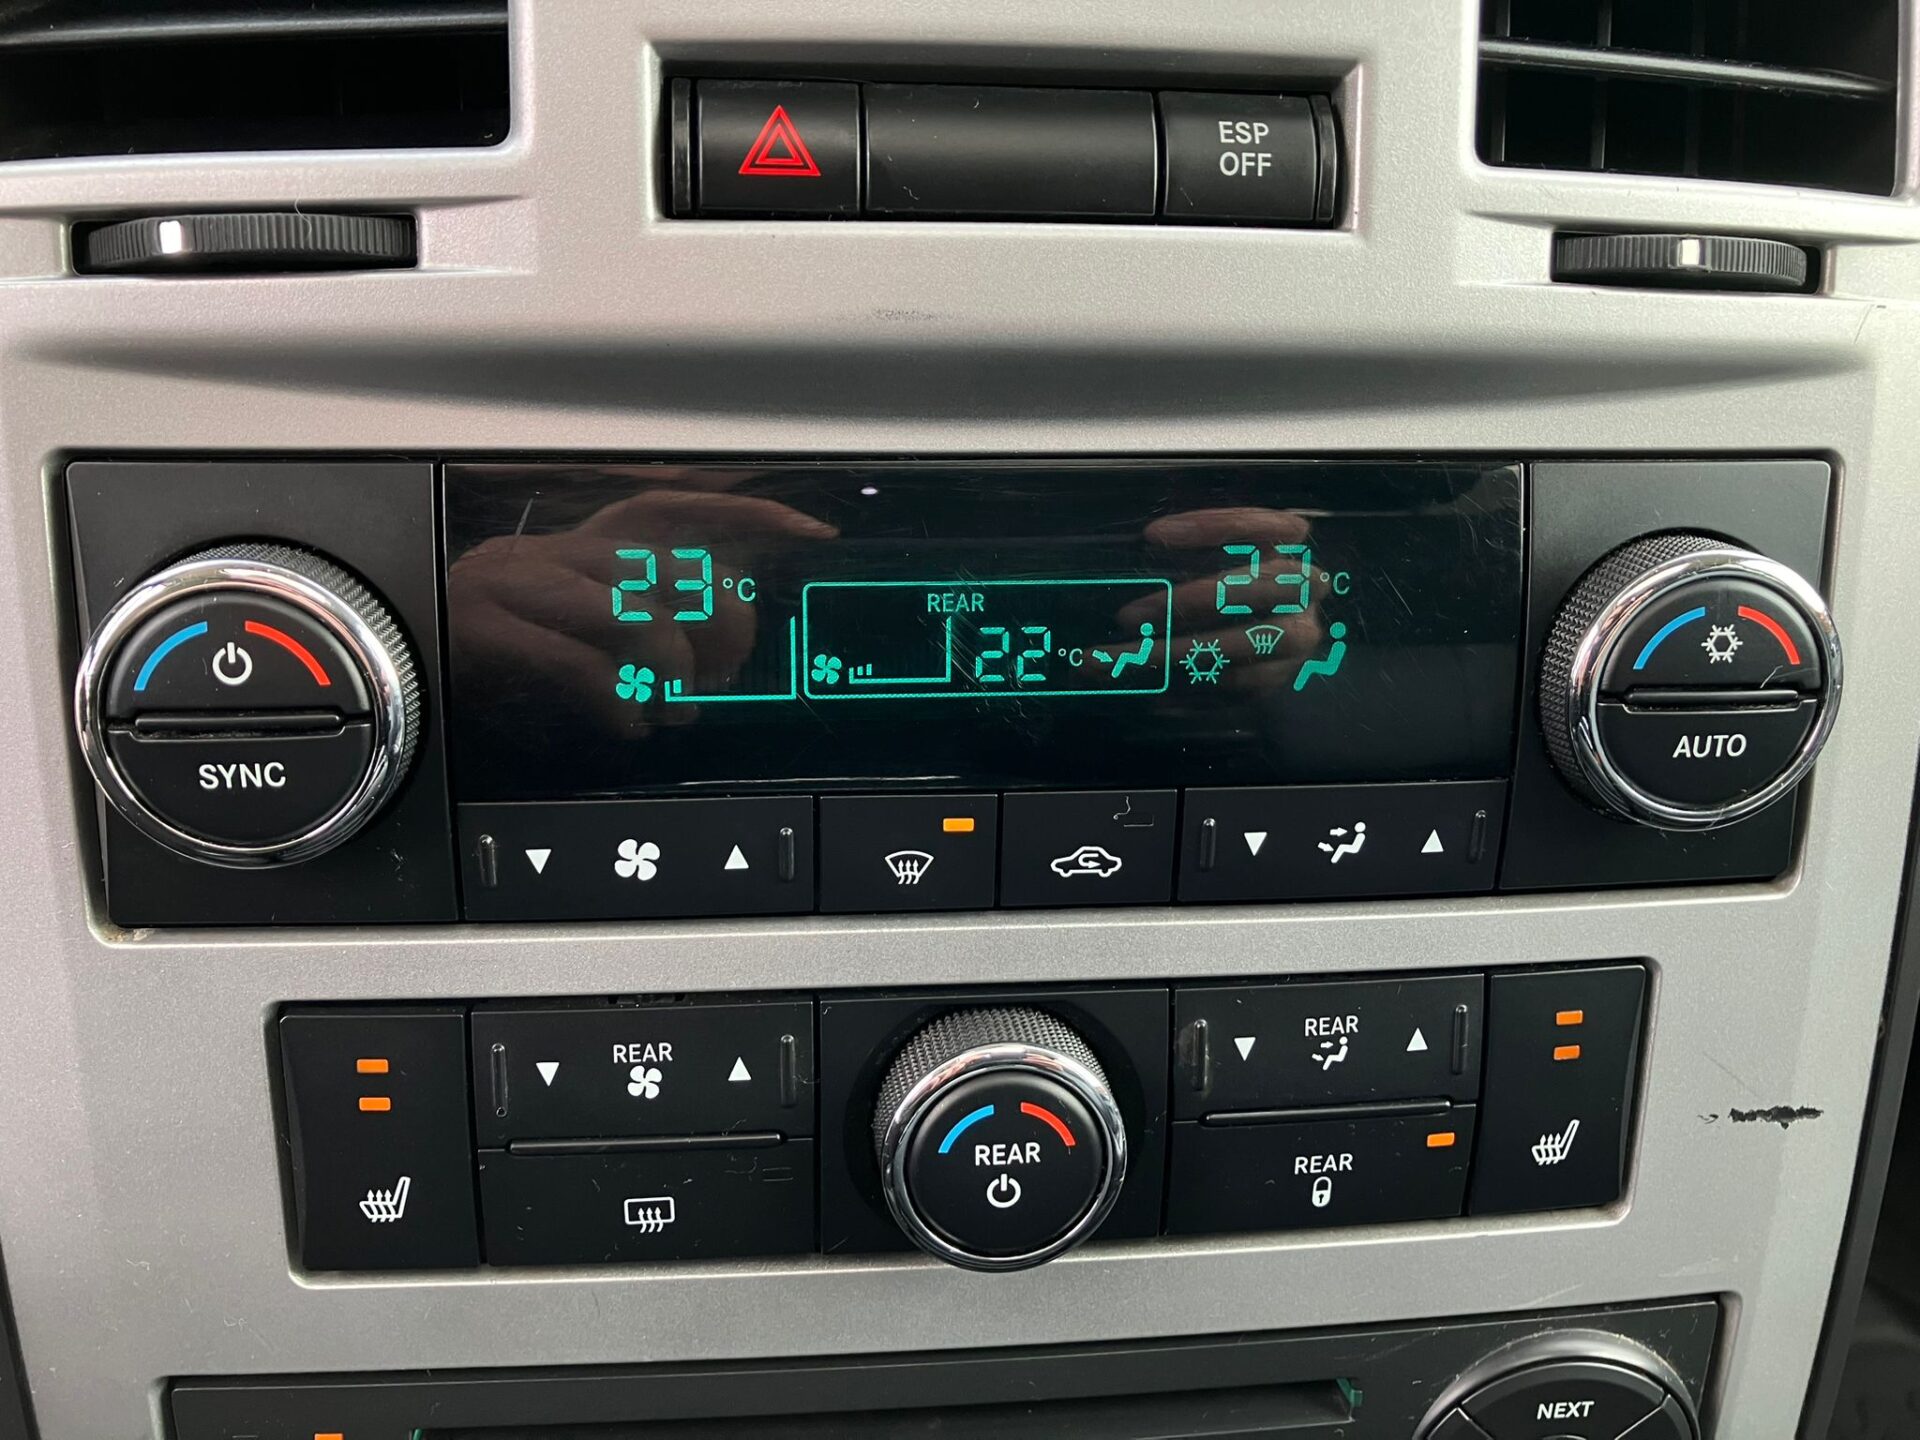 ESP
OFF
23 °C
REAR
22 °C
23 °C
SYNC
AUTO
REAR
REAR
REAR
REAR
NEXT